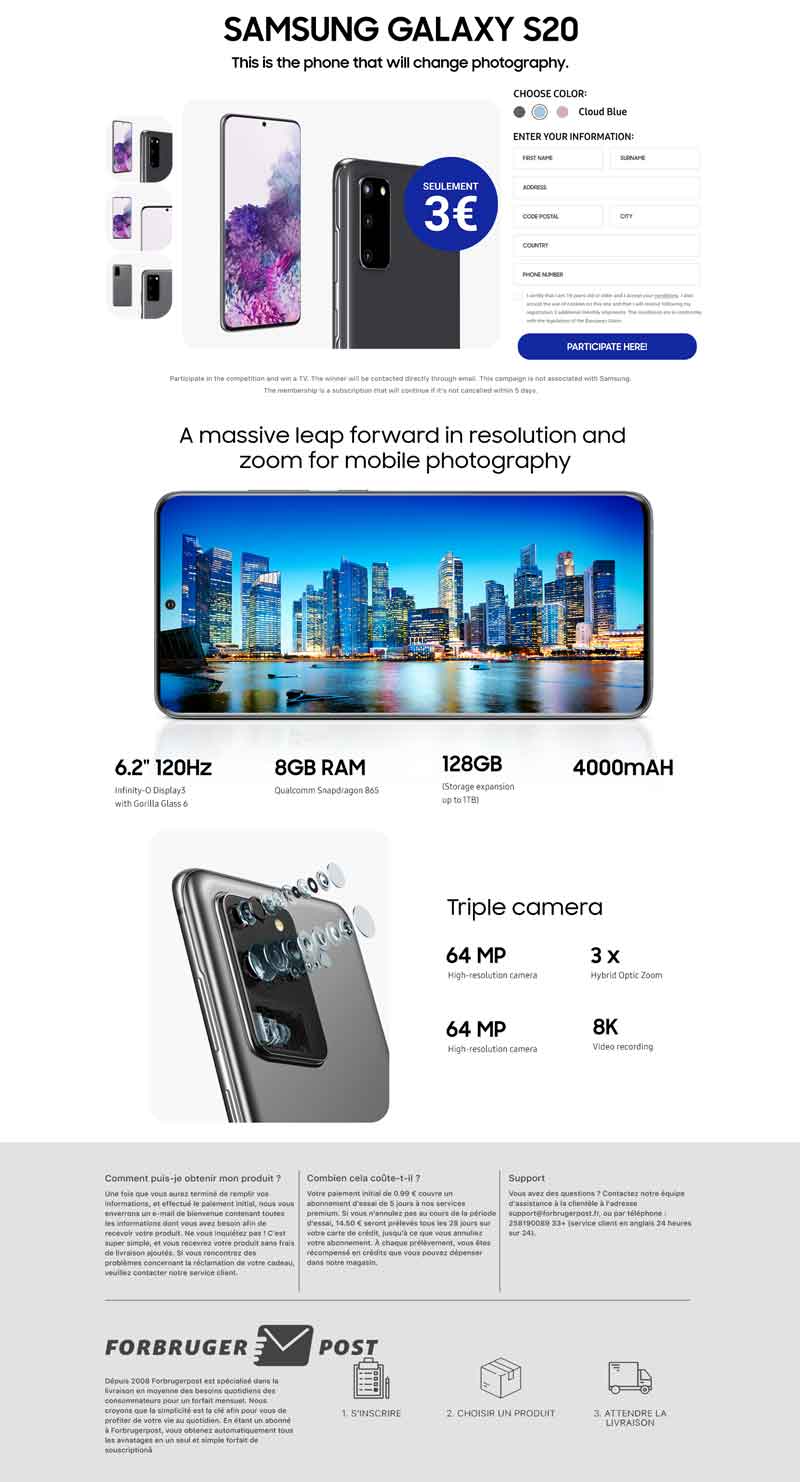 SAMSUNG GALAXY S20
This is the phone that will change photography.
CHOOSE COLOR:
Cloud Blue
ENTER YOUR INFORMATION:
FIRST NAME
SURNAME
ADDRESS
CODE POSTAL
CITY
COUNTRY
PHONE NUMBER
I certify that I am 18 years old or older and I accept your conditions. I also
accept the use of cookies on this site and that I will receive following my
registration
additional monthly shipments. The conditions are in conformity
with the regulations of the European Union.
PARTICIPATE HERE!
SEULEMENT
3€
Participate in the competition and win a TV. The winner will be contacted directly through email. This campaign is not associated with Samsung.
The membership is a subscription that will continue if it's not cancelled within 5 days.
A massive leap forward in resolution and
zoom for mobile photography
6.2" 120Hz
Infinity-O Display3
with Gorilla Glass 6
8GB RAM
Qualcomm Snapdragon 865
128GB
(Storage expansion
up to 1TB)
4000mAH
Triple camera
64 MP
High-resolution camera
3 x
Hybrid Optic Zoom
64 MP
High-resolution camera
8K
Video recording
Comment puis-je obtenir mon produit ?
Une fois que vous aurez terminé de remplir vos
informations, et effectué le paiement initial, nous vous
enverrons un e-mail de bienvenue contenant toutes
les informations dont vous avez besoin afin de
recevoir votre produit. Ne vous inquiétez pas ! C'est
super simple, et vous recevrez votre produit sans frais
de livraison ajoutés. Si vous rencontrez des
problèmes concernant la réclamation de votre cadeau,
veuillez contacter notre service client.
Combien cela coûte-t-il ?
Votre paiement initial de 0.99 € couvre un
abonnement d'essai de 5 jours à nos services
premium. Si vous n'annulez pas au cours de la période
d'essai, 14.50 € seront prélevés tous les 28 jours sur
votre carte de crédit, jusqu'à ce que vous annuliez
votre abonnement. À chaque prélèvement, vous êtes
récompensé en crédits que vous pouvez dépenser
dans notre magasin.
Support
Vous avez des questions ? Contactez notre équipe
d'assistance à la clientèle à l'adresse
support@forbrugerpost.fr, ou par téléphone :
258190089 33+ (service client en anglais 24 heures
sur 24).
FORBRUGER POST
Dépuis 2008 Forbrugerpost est spécialisé dans la
livraison en moyenne des besoins quotidiens des
consommateurs pour un forfait mensuel. Nous
croyons que la simplicité est la clé afin pour vous de
profiter de votre vie au quotidien. En étant un abonné
à Forbrugerpost, vous obtenez automatiquement tous
les avnatages en un seul et simple forfait de
souscriptionå
1. S'INSCRIRE
2. CHOISIR UN PRODUIT
3. ATTENDRE LA
LIVRAISON